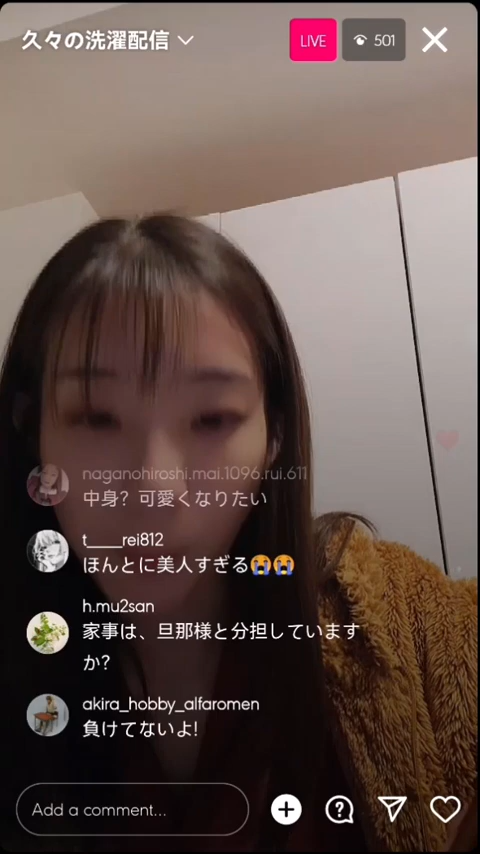 久々の洗濯配信
LIVE
501
naganohiroshi.mai.1096.rui.611
中身？可愛くなりたい
t____rei812
ほんとに美人すぎる😭😭
h.mu2san
家事は、旦那様と分担しています
か?
akira_hobby_alfaromen
負けてないよ!
Add a comment...